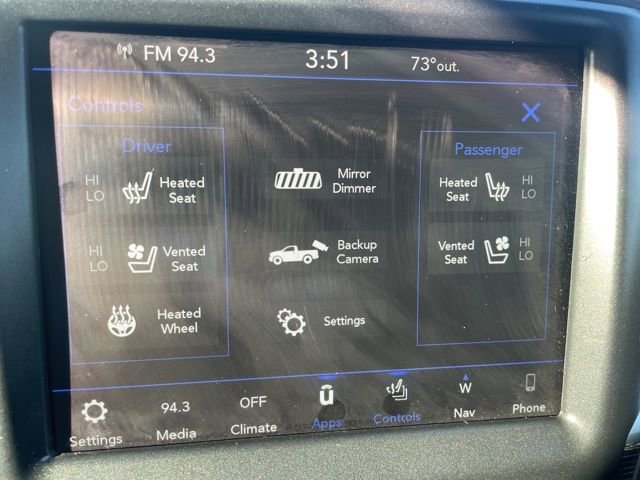 FM 94.3 3:51 73°out.
Controls
Driver
HI
LO
Heated
Seat
HI
LO
Vented
Seat
Heated
Wheel
Mirror
Dimmer
Backup
Camera
Settings
Passenger
Heated
Seat
HI
LO
Vented
Seat
HI
LO
Settings
94.3
Media
OFF
Climate
Apps
Controls
W
Nav
Phone